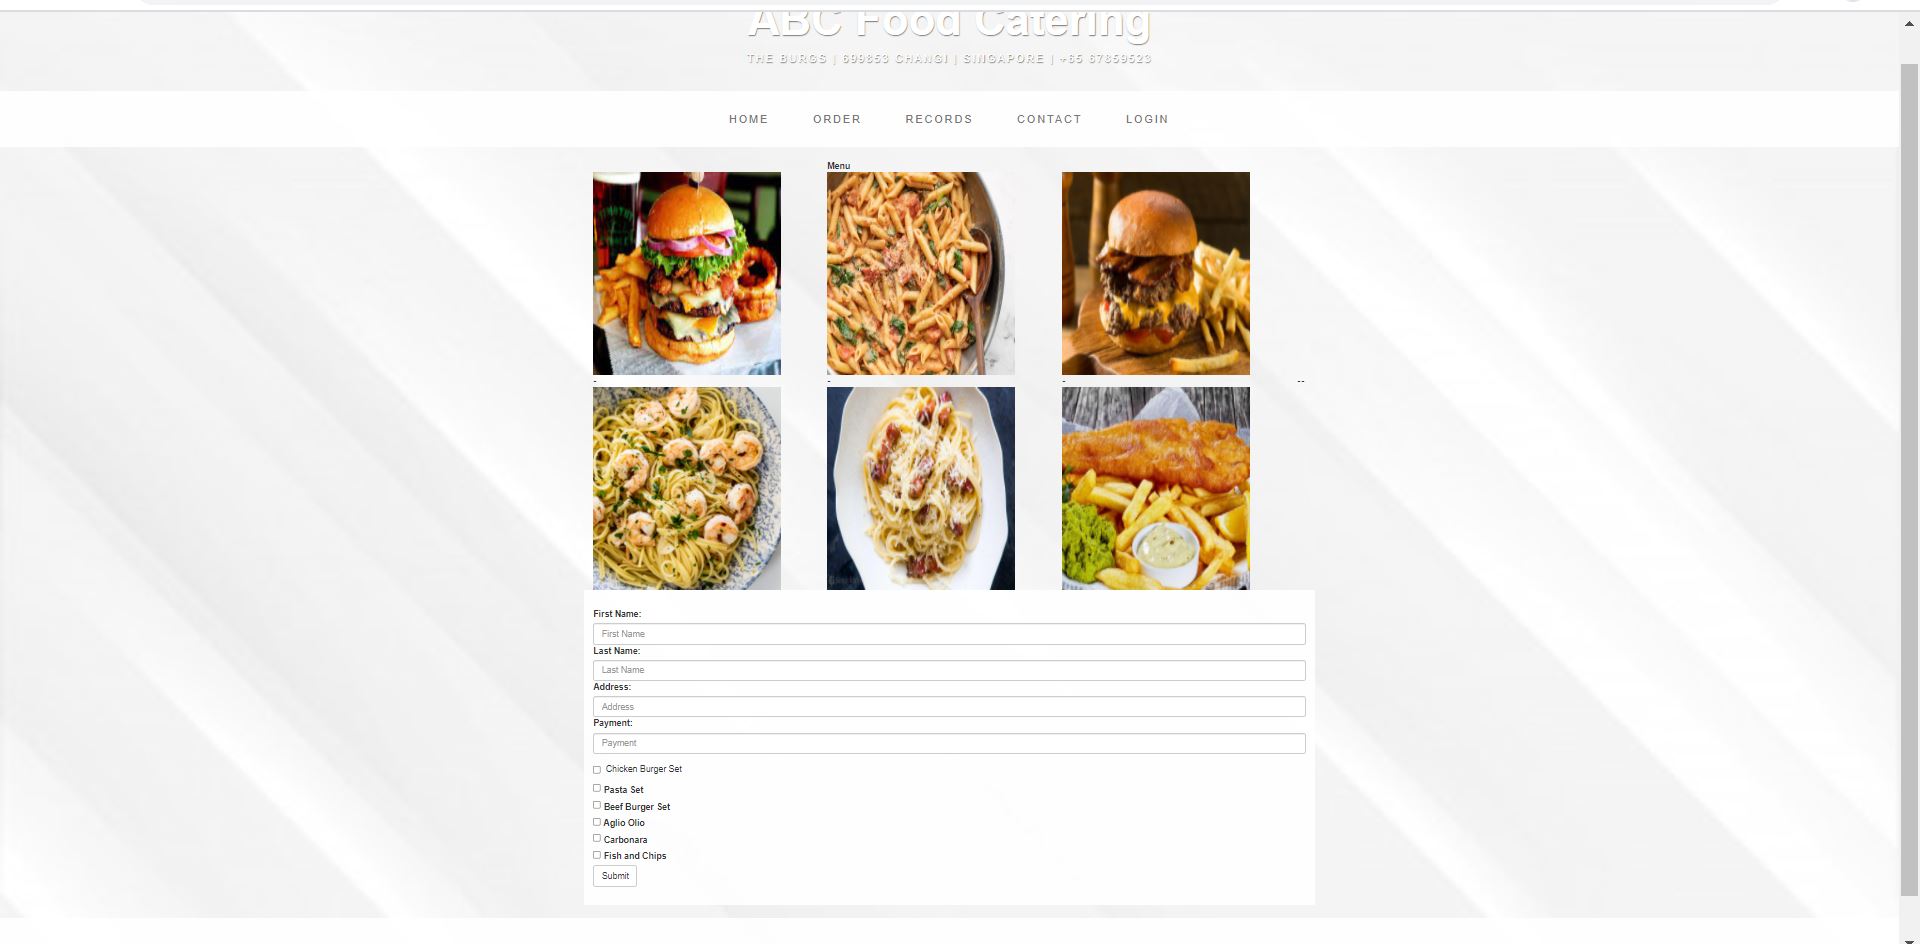 ABC Food Catering
THE BURGS | 699853 CHANGI | SINGAPORE | +65 67859523
HOME ORDER RECORDS CONTACT LOGIN
Menu
- - - --
First Name:
First Name
Last Name:
Last Name
Address:
Address
Payment:
Payment
Chicken Burger Set
Pasta Set
Beef Burger Set
Aglio Olio
Carbonara
Fish and Chips
Submit